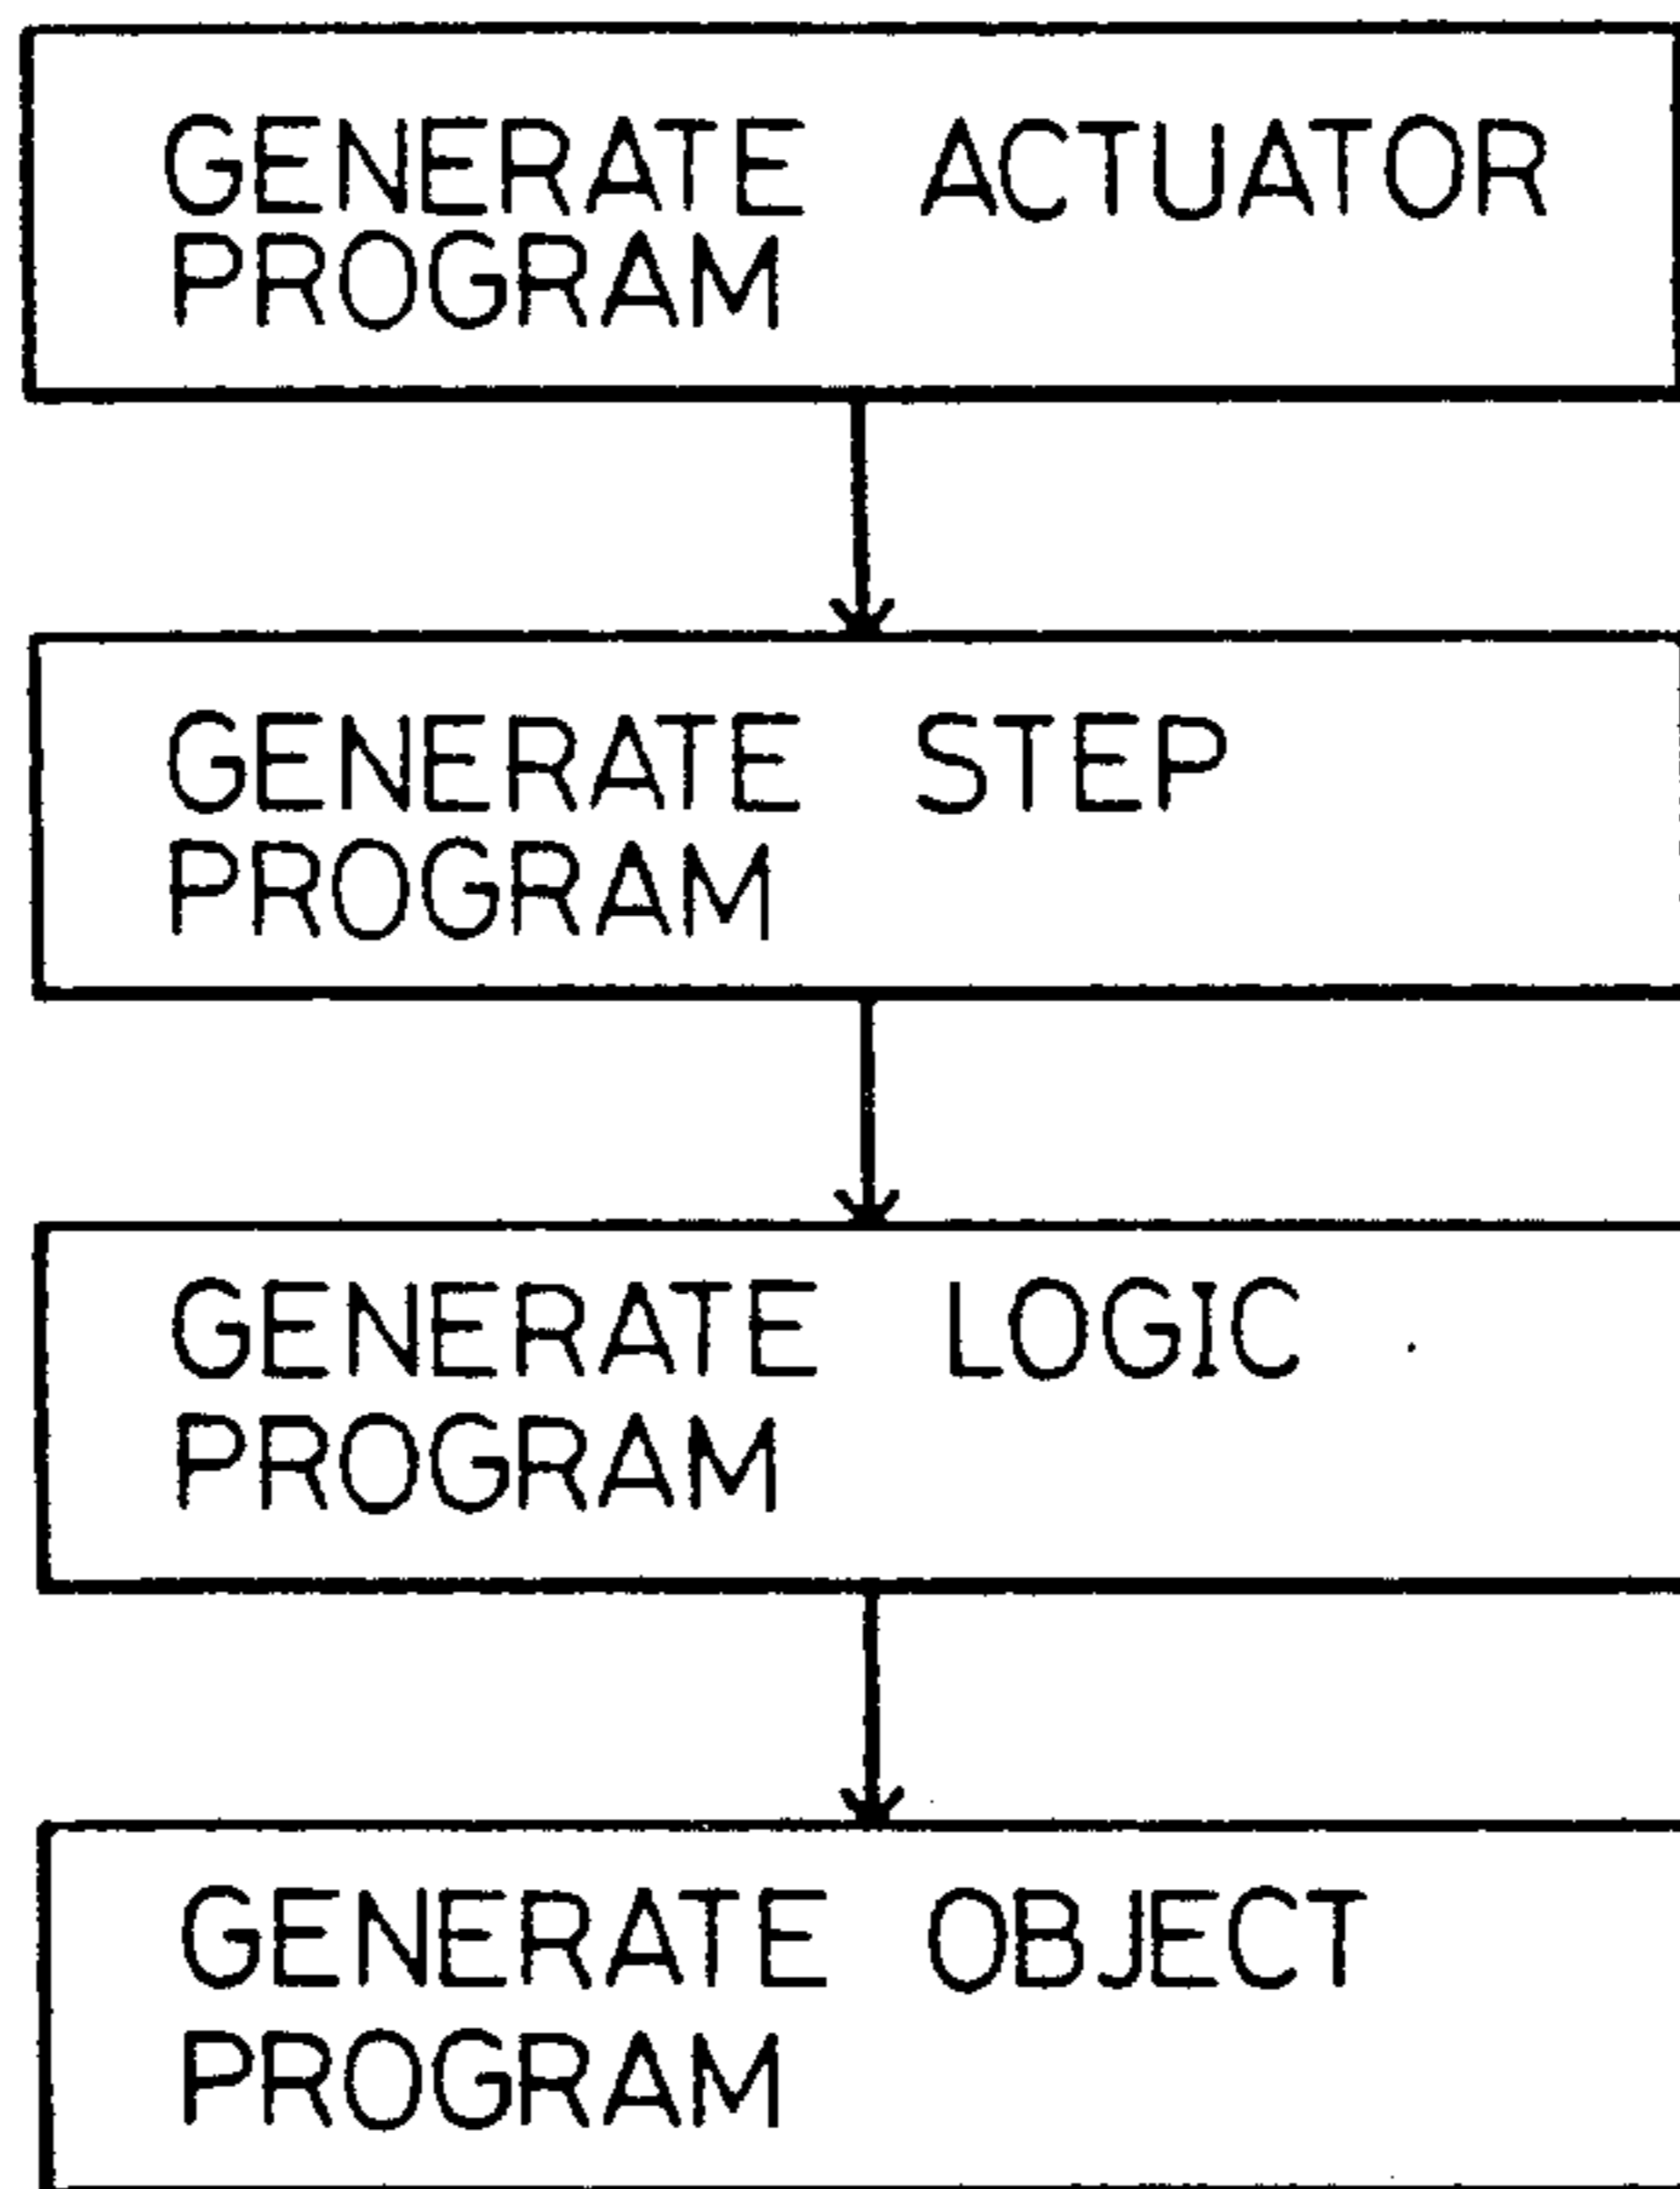 GENERATE ACTUATOR
PROGRAM
GENERATE STEP
PROGRAM
GENERATE LOGIC
PROGRAM
GENERATE OBJECT
PROGRAM